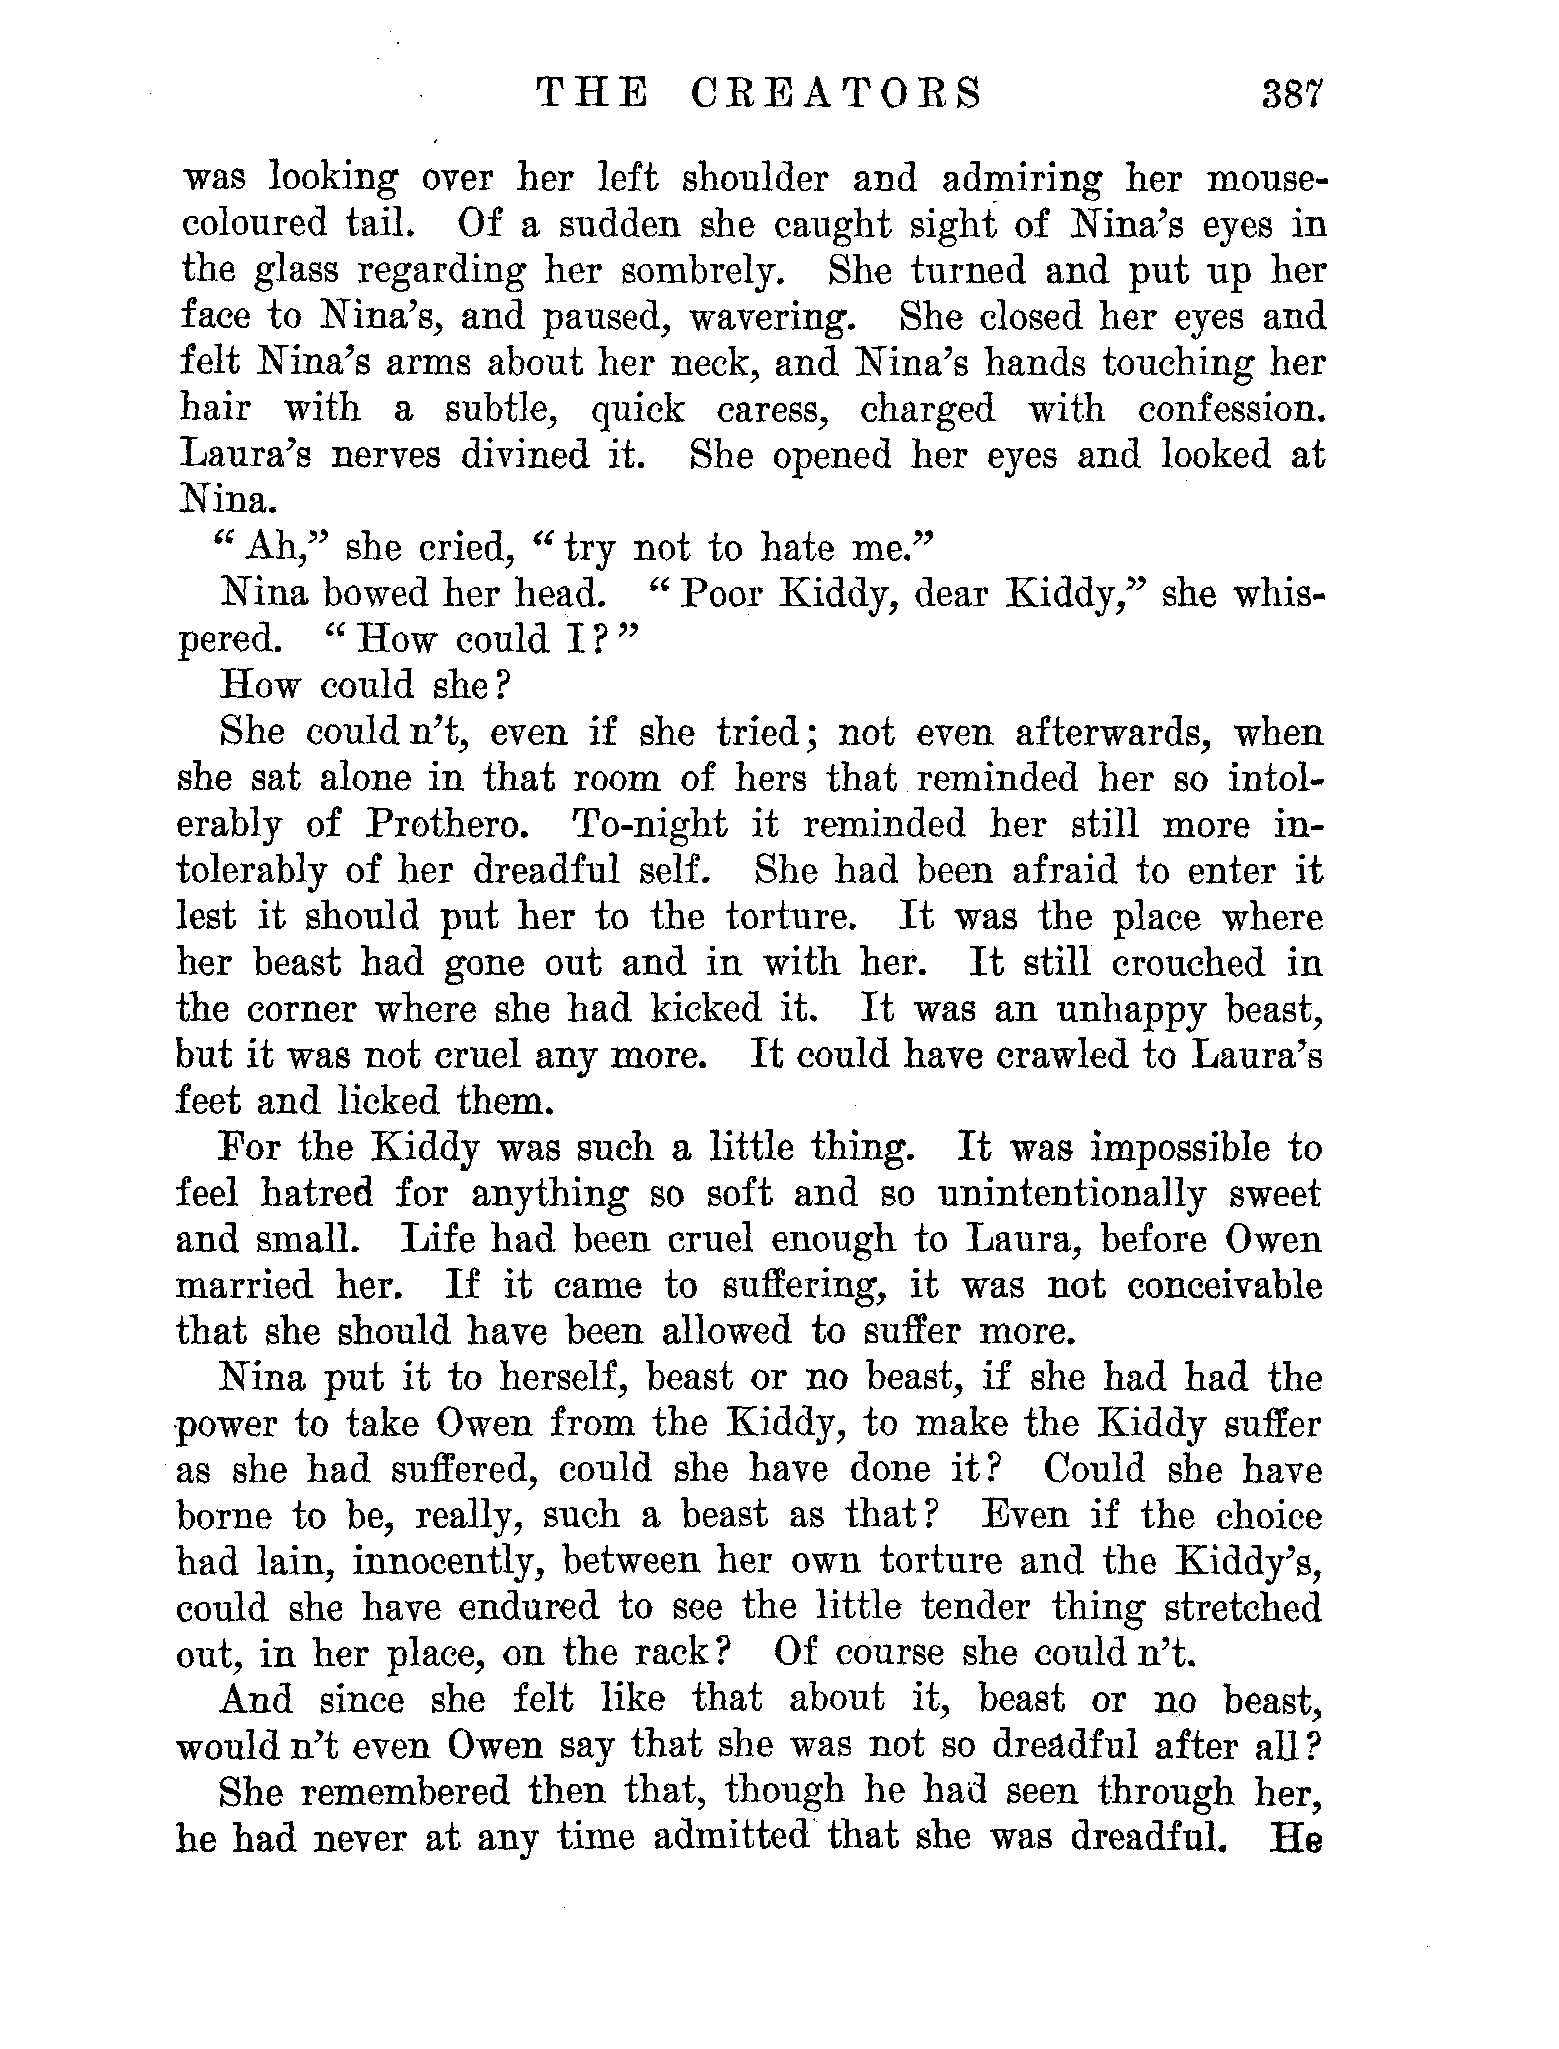 THE CREATORS 387
was looking over her left shoulder and admiring her mouse-
coloured tail. Of a sudden she caught sight of Nina's eyes in
the glass regarding her sombrely. She turned and put up her
face to Nina's, and paused, wavering. She closed her eyes and
felt Nina's arms about her neck, and Nina's hands touching her
hair with a subtle, quick caress, charged with confession.
Laura's nerves divined it. She opened her eyes and looked at
Nina.
“Ah,” she cried, “try not to hate me.”
Nina bowed her head. “Poor Kiddy, dear Kiddy,” she whis-
pered. “How could I?”
How could she?
She could n't, even if she tried; not even afterwards, when
she sat alone in that room of hers that reminded her so intol-
erably of Prothero. To-night it reminded her still more in-
tolerably of her dreadful self. She had been afraid to enter it
lest it should put her to the torture. It was the place where
her beast had gone out and in with her. It still crouched in
the corner where she had kicked it. It was an unhappy beast,
but it was not cruel any more. It could have crawled to Laura's
feet and licked them.
For the Kiddy was such a little thing. It was impossible to
feel hatred for anything so soft and so unintentionally sweet
and small. Life had been cruel enough to Laura, before Owen
married her. If it came to suffering, it was not conceivable
that she should have been allowed to suffer more.
Nina put it to herself, beast or no beast, if she had had the
power to take Owen from the Kiddy, to make the Kiddy suffer
as she had suffered, could she have done it? Could she have
borne to be, really, such a beast as that? Even if the choice
had lain, innocently, between her own torture and the Kiddy's,
could she have endured to see the little tender thing stretched
out, in her place, on the rack? Of course she could n't.
And since she felt like that about it, beast or no beast,
would n't even Owen say that she was not so dreadful after all?
She remembered then that, though he had seen through her,
he had never at any time admitted that she was dreadful. He